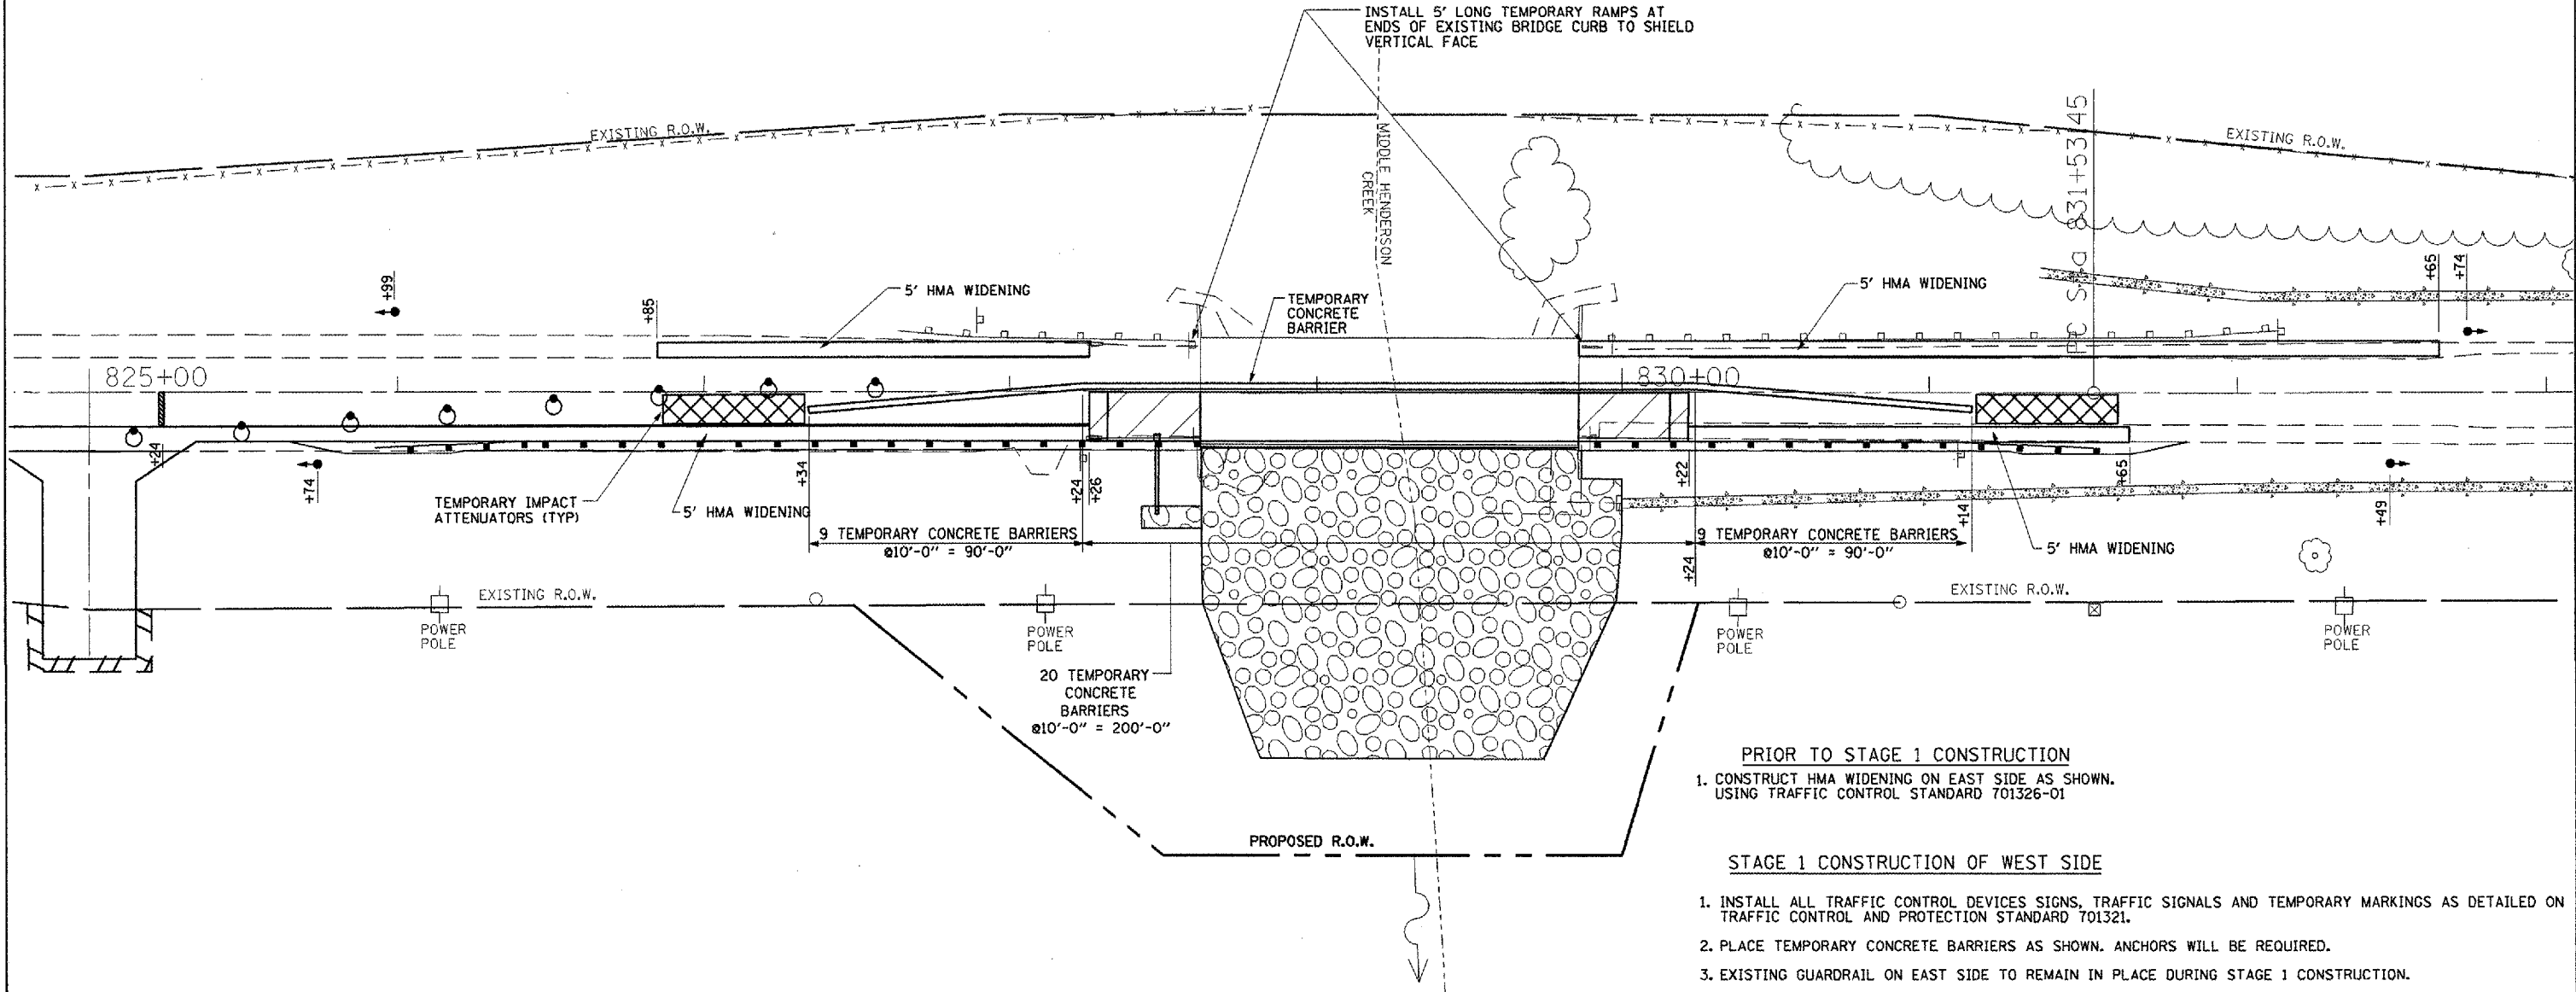 INSTALL 5' LONG TEMPORARY RAMPS AT
ENDS OF EXISTING BRIDGE CURB TO SHIELD
VERTICAL FACE
EXISTING R.O.W.
MIDDLE HENDERSON
CREEK
831+53.45
EXISTING R.O.W.
+99
+85
5' HMA WIDENING
TEMPORARY
CONCRETE
BARRIER
5' HMA WIDENING
PC Sta
+65
+74
825+00
830+00
+24
+74
TEMPORARY IMPACT
ATTENUATORS (TYP)
5' HMA WIDENING
+34
+24
+26
+22
+14
+65
+49
9 TEMPORARY CONCRETE BARRIERS
@10'-0" = 90'-0"
+24
9 TEMPORARY CONCRETE BARRIERS
@10'-0" = 90'-0"
5' HMA WIDENING
EXISTING R.O.W.
EXISTING R.O.W.
POWER
POLE
POWER
POLE
POWER
POLE
POWER
POLE
20 TEMPORARY
CONCRETE
BARRIERS
@10'-0" = 200'-0"
PROPOSED R.O.W.
PRIOR TO STAGE 1 CONSTRUCTION
1. CONSTRUCT HMA WIDENING ON EAST SIDE AS SHOWN.
USING TRAFFIC CONTROL STANDARD 701326-01
STAGE 1 CONSTRUCTION OF WEST SIDE
1. INSTALL ALL TRAFFIC CONTROL DEVICES SIGNS, TRAFFIC SIGNALS AND TEMPORARY MARKINGS AS DETAILED ON
TRAFFIC CONTROL AND PROTECTION STANDARD 701321.
2. PLACE TEMPORARY CONCRETE BARRIERS AS SHOWN. ANCHORS WILL BE REQUIRED.
3. EXISTING GUARDRAIL ON EAST SIDE TO REMAIN IN PLACE DURING STAGE 1 CONSTRUCTION.